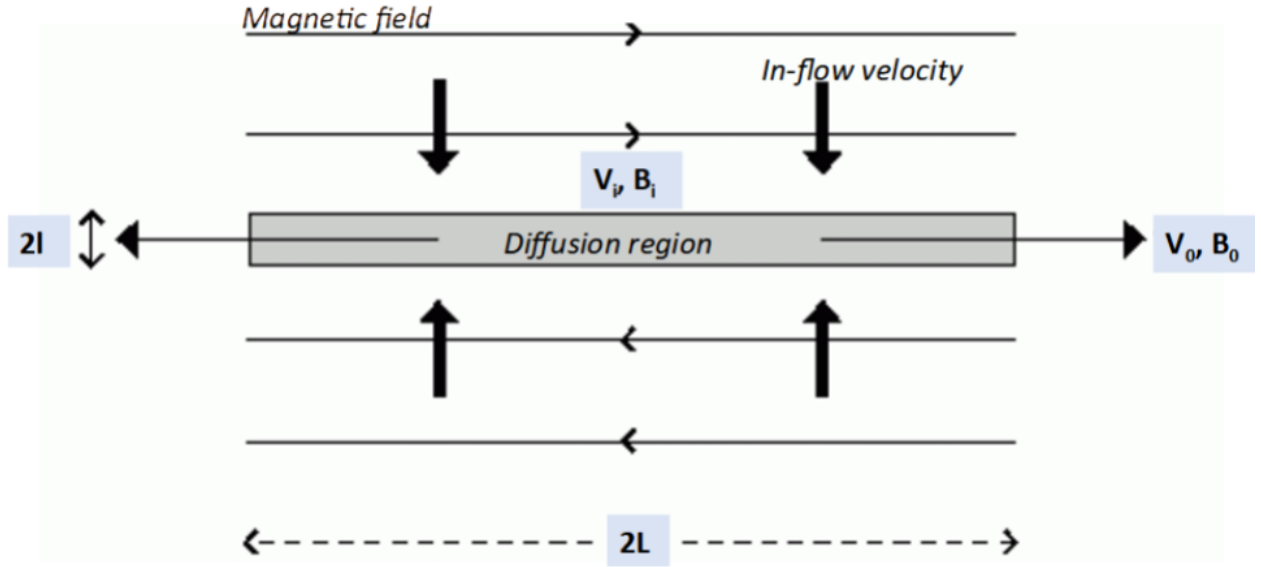 Magnetic field
In-flow velocity
Vᵢ, Bᵢ
2l
Diffusion region
V₀, B₀
2L